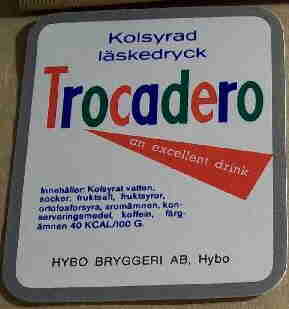 Kolsyrad
läskedryck
Trocadero
an excellent drink
Innehåller: Kolsyrat vatten,
socker, fruktsaft, fruktsyror,
ortofosforsyra, aromämnen, kon-
serveringsmedel, koffein, färg-
ämnen 40 KCAL/100 G.
HYBO BRYGGERI AB, Hybo